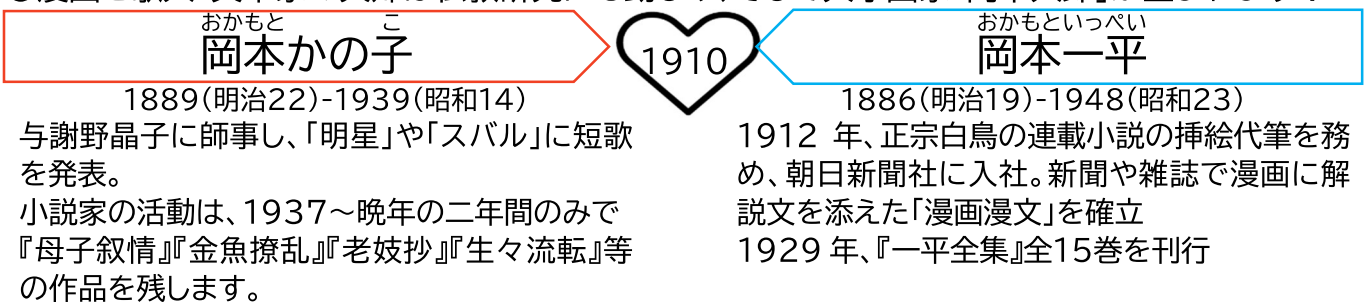 おかもと こ
岡本かの子
1889(明治22)-1939(昭和14)
与謝野晶子に師事し、「明星」や「スバル」に短歌
を発表。
小説家の活動は、1937～晩年の二年間のみで
『母子叙情』『金魚撩乱』『老妓抄』『生々流転』等
の作品を残します。
1910
おかもといっぺい
岡本一平
1886(明治19)-1948(昭和23)
1912 年、正宗白鳥の連載小説の挿絵代筆を務
め、朝日新聞社に入社。新聞や雑誌で漫画に解
説文を添えた「漫画漫文」を確立
1929 年、『一平全集』全15巻を刊行